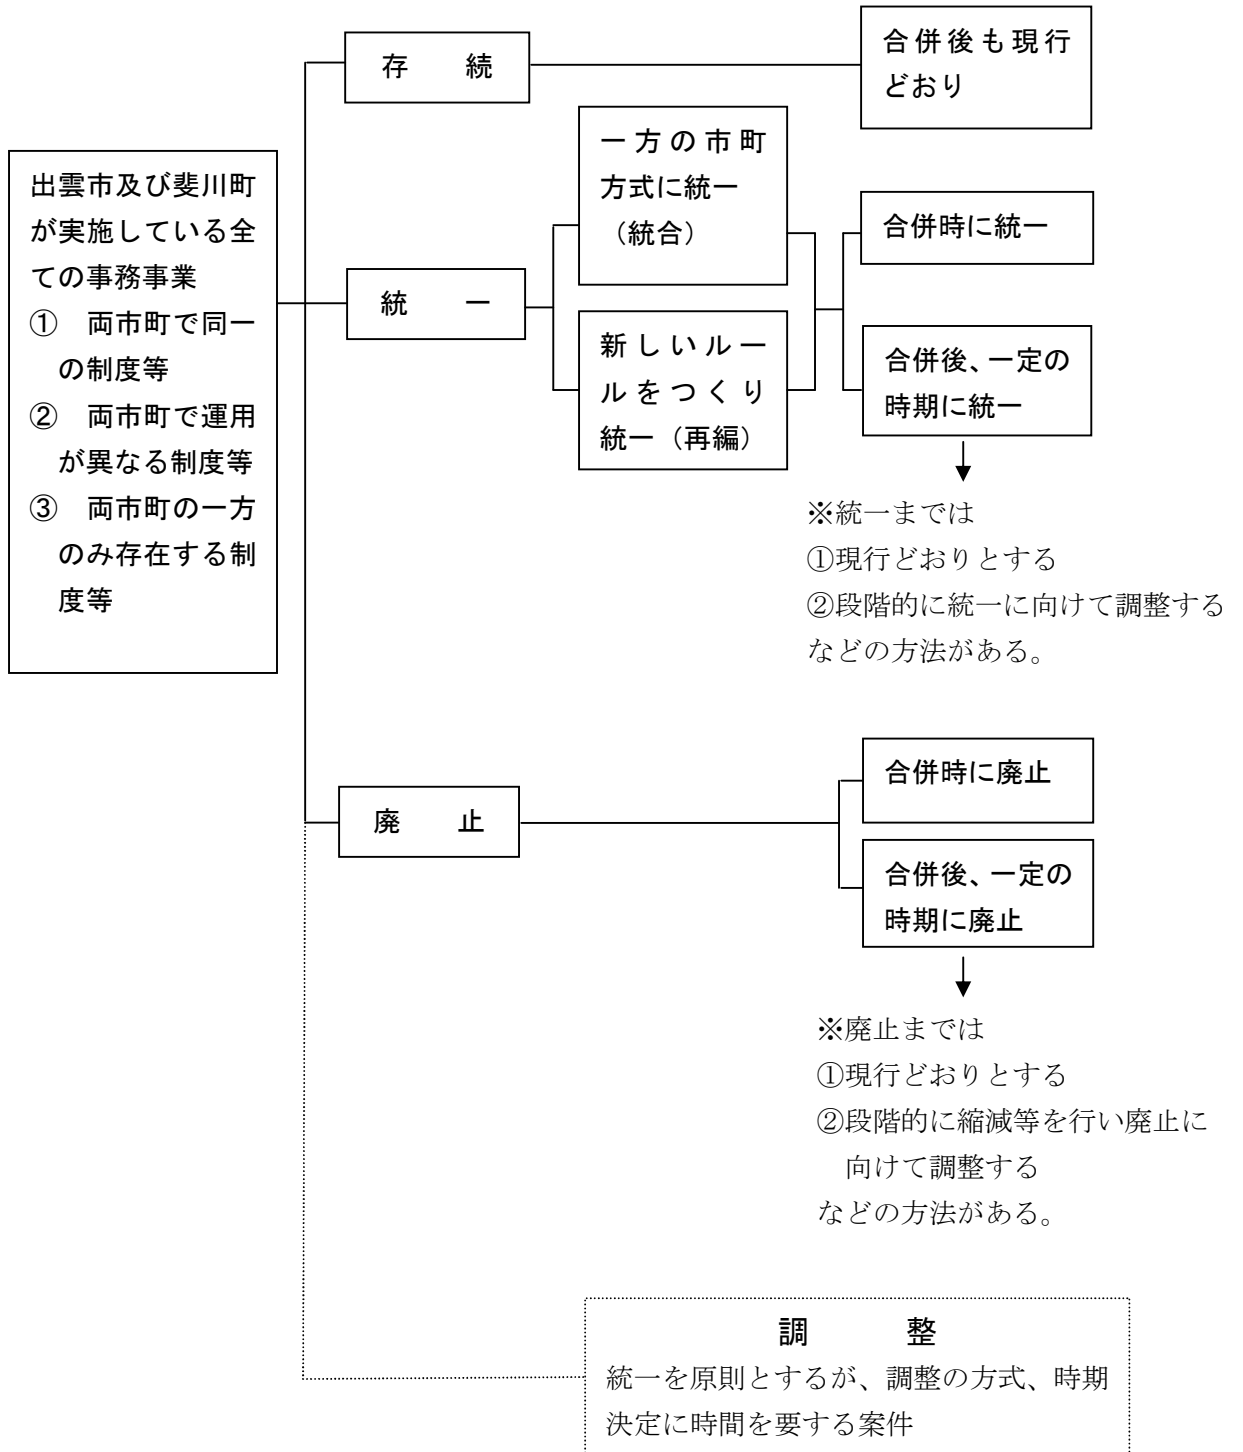 出雲市及び斐川町
が実施している全
ての事務事業
① 両市町で同一
の制度等
② 両市町で運用
が異なる制度等
③ 両市町の一方
のみ存在する制
度等
存 続
合併後も現行
どおり
統 一
一方の市町
方式に統一
(統合)
新しいルー
ルをつくり
統一(再編)
合併時に統一
合併後、一定の
時期に統一
※統一までは
①現行どおりとする
②段階的に統一に向けて調整する
などの方法がある。
廃 止
合併時に廃止
合併後、一定の
時期に廃止
※廃止までは
①現行どおりとする
②段階的に縮減等を行い廃止に
向けて調整する
などの方法がある。
調 整
統一を原則とするが、調整の方式、時期
決定に時間を要する案件